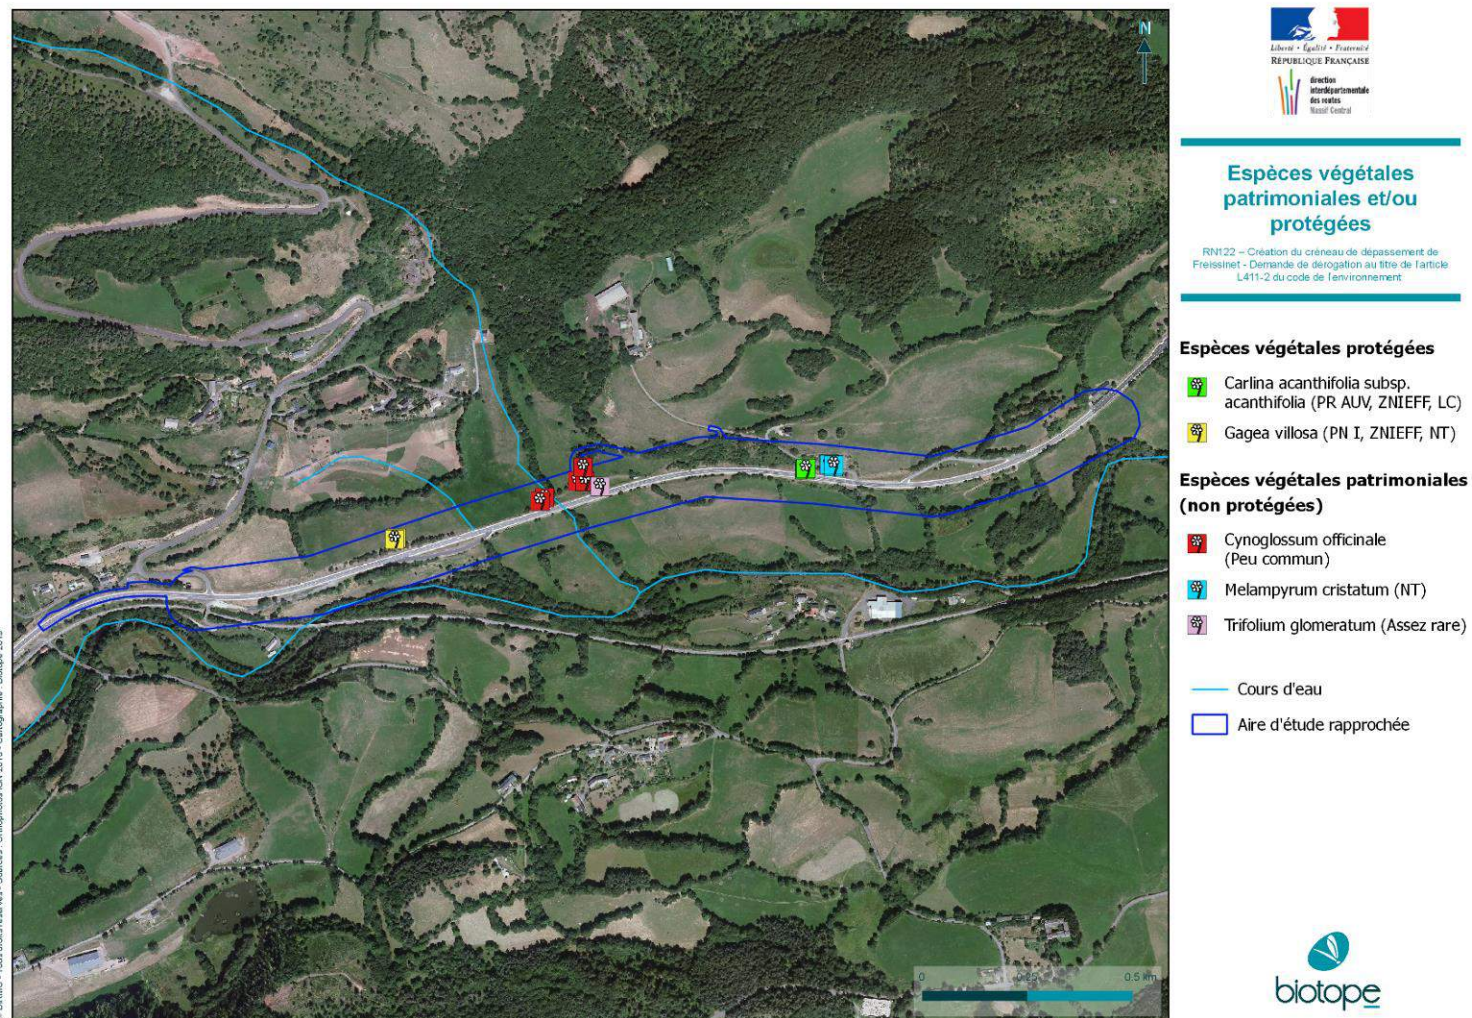 N
Liberté • Égalité • Fraternité
RÉPUBLIQUE FRANÇAISE
direction
interdépartementale
des routes
Massif Central
Espèces végétales
patrimoniales et/ou
protégées
RN122 – Création du créneau de dépassement de
Freissinet - Demande de dérogation au titre de l'article
L411-2 du code de l'environnement
Espèces végétales protégées
Carlina acanthifolia subsp.
acanthifolia (PR AUV, ZNIEFF, LC)
Gagea villosa (PN I, ZNIEFF, NT)
Espèces végétales patrimoniales
(non protégées)
Cynoglossum officinale
(Peu commun)
Melampyrum cristatum (NT)
Trifolium glomeratum (Assez rare)
Cours d'eau
Aire d'étude rapprochée
0 0.25 0.5 km
biotope